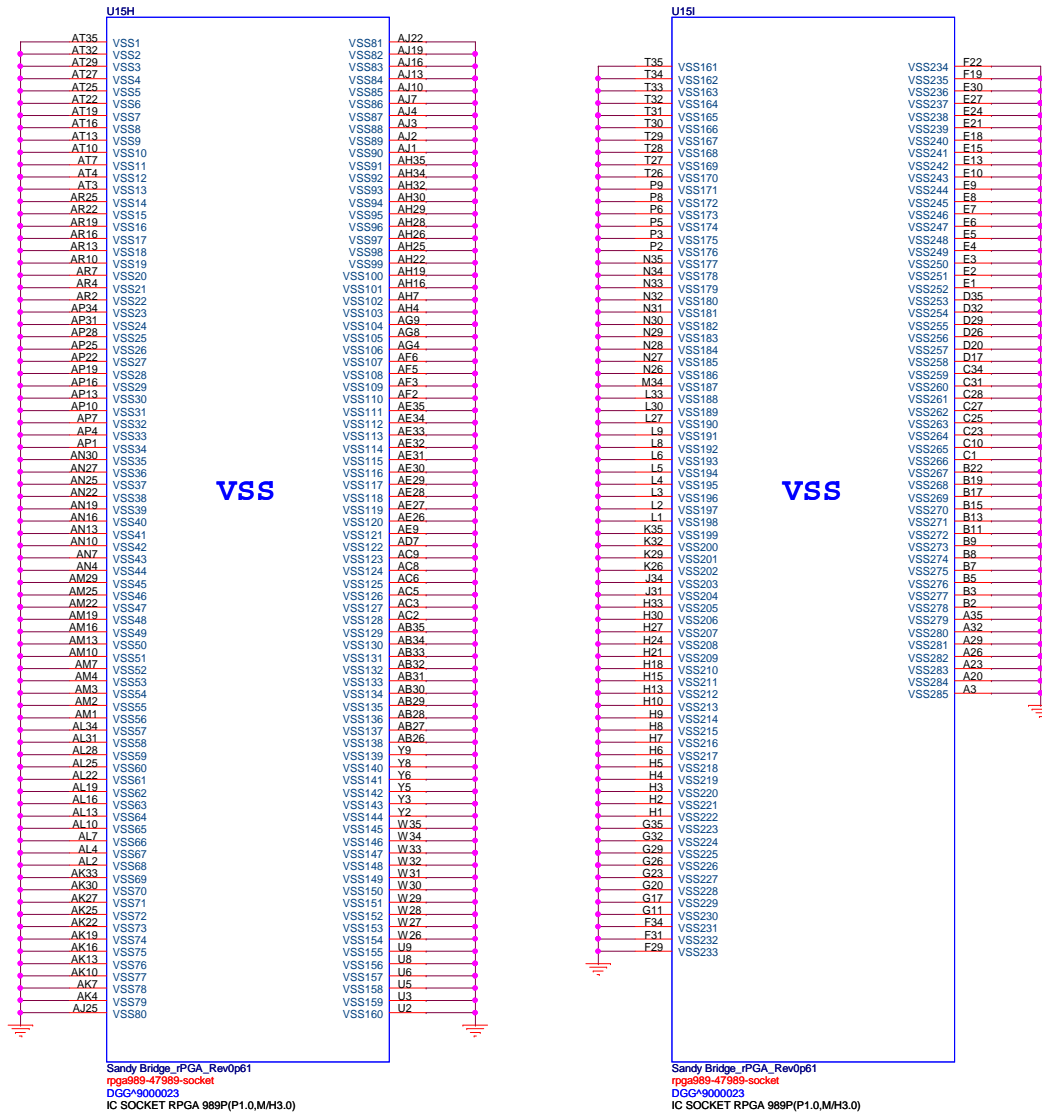 U15H
AT35 VSS1 VSS81 AJ22
AT32 VSS2 VSS82 AJ19
AT29 VSS3 VSS83 AJ16
AT27 VSS4 VSS84 AJ13
AT25 VSS5 VSS85 AJ10
AT22 VSS6 VSS86 AJ7
AT19 VSS7 VSS87 AJ4
AT16 VSS8 VSS88 AJ3
AT13 VSS9 VSS89 AJ2
AT10 VSS10 VSS90 AJ1
AT7 VSS11 VSS91 AH35
AT4 VSS12 VSS92 AH34
AT3 VSS13 VSS93 AH32
AR25 VSS14 VSS94 AH30
AR22 VSS15 VSS95 AH29
AR19 VSS16 VSS96 AH28
AR16 VSS17 VSS97 AH26
AR13 VSS18 VSS98 AH25
AR10 VSS19 VSS99 AH22
AR7 VSS20 VSS100 AH19
AR4 VSS21 VSS101 AH16
AR2 VSS22 VSS102 AH7
AP34 VSS23 VSS103 AH4
AP31 VSS24 VSS104 AG9
AP28 VSS25 VSS105 AG8
AP25 VSS26 VSS106 AG4
AP22 VSS27 VSS107 AF6
AP19 VSS28 VSS108 AF5
AP16 VSS29 VSS109 AF3
AP13 VSS30 VSS110 AF2
AP10 VSS31 VSS111 AE35
AP7 VSS32 VSS112 AE34
AP4 VSS33 VSS113 AE33
AP1 VSS34 VSS114 AE32
AN30 VSS35 VSS115 AE31
AN27 VSS36 VSS116 AE30
AN25 VSS37 VSS117 AE29
AN22 VSS38 VSS118 AE28
AN19 VSS39 VSS119 AE27
AN16 VSS40 VSS120 AE26
AN13 VSS41 VSS121 AE9
AN10 VSS42 VSS122 AD7
AN7 VSS43 VSS123 AC9
AN4 VSS44 VSS124 AC8
AM29 VSS45 VSS125 AC6
AM25 VSS46 VSS126 AC5
AM22 VSS47 VSS127 AC3
AM19 VSS48 VSS128 AC2
AM16 VSS49 VSS129 AB35
AM13 VSS50 VSS130 AB34
AM10 VSS51 VSS131 AB33
AM7 VSS52 VSS132 AB32
AM4 VSS53 VSS133 AB31
AM3 VSS54 VSS134 AB30
AM2 VSS55 VSS135 AB29
AM1 VSS56 VSS136 AB28
AL34 VSS57 VSS137 AB27
AL31 VSS58 VSS138 AB26
AL28 VSS59 VSS139 Y9
AL25 VSS60 VSS140 Y8
AL22 VSS61 VSS141 Y6
AL19 VSS62 VSS142 Y5
AL16 VSS63 VSS143 Y3
AL13 VSS64 VSS144 Y2
AL10 VSS65 VSS145 W35
AL7 VSS66 VSS146 W34
AL4 VSS67 VSS147 W33
AL2 VSS68 VSS148 W32
AK33 VSS69 VSS149 W31
AK30 VSS70 VSS150 W30
AK27 VSS71 VSS151 W29
AK25 VSS72 VSS152 W28
AK22 VSS73 VSS153 W27
AK19 VSS74 VSS154 W26
AK16 VSS75 VSS155 U9
AK13 VSS76 VSS156 U8
AK10 VSS77 VSS157 U6
AK7 VSS78 VSS158 U5
AK4 VSS79 VSS159 U3
AJ25 VSS80 VSS160 U2
VSS
Sandy Bridge_rPGA_Rev0p61
rpga989-47989-socket
DGG^9000023
IC SOCKET RPGA 989P(P1.0,M/H3.0)
U15I
T35 VSS161 VSS234 F22
T34 VSS162 VSS235 F19
T33 VSS163 VSS236 E30
T32 VSS164 VSS237 E27
T31 VSS165 VSS238 E24
T30 VSS166 VSS239 E21
T29 VSS167 VSS240 E18
T28 VSS168 VSS241 E15
T27 VSS169 VSS242 E13
T26 VSS170 VSS243 E10
P9 VSS171 VSS244 E9
P8 VSS172 VSS245 E8
P6 VSS173 VSS246 E7
P5 VSS174 VSS247 E6
P3 VSS175 VSS248 E5
P2 VSS176 VSS249 E4
N35 VSS177 VSS250 E3
N34 VSS178 VSS251 E2
N33 VSS179 VSS252 E1
N32 VSS180 VSS253 D35
N31 VSS181 VSS254 D32
N30 VSS182 VSS255 D29
N29 VSS183 VSS256 D26
N28 VSS184 VSS257 D20
N27 VSS185 VSS258 D17
N26 VSS186 VSS259 C34
M34 VSS187 VSS260 C31
L33 VSS188 VSS261 C28
L30 VSS189 VSS262 C27
L27 VSS190 VSS263 C25
L9 VSS191 VSS264 C23
L8 VSS192 VSS265 C10
L6 VSS193 VSS266 C1
L5 VSS194 VSS267 B22
L4 VSS195 VSS268 B19
L3 VSS196 VSS269 B17
L2 VSS197 VSS270 B15
L1 VSS198 VSS271 B13
K35 VSS199 VSS272 B11
K32 VSS200 VSS273 B9
K29 VSS201 VSS274 B8
K26 VSS202 VSS275 B7
J34 VSS203 VSS276 B5
J31 VSS204 VSS277 B3
H33 VSS205 VSS278 B2
H30 VSS206 VSS279 A35
H27 VSS207 VSS280 A32
H24 VSS208 VSS281 A29
H21 VSS209 VSS282 A26
H18 VSS210 VSS283 A23
H15 VSS211 VSS284 A20
H13 VSS212 VSS285 A3
H10 VSS213
H9 VSS214
H8 VSS215
H7 VSS216
H6 VSS217
H5 VSS218
H4 VSS219
H3 VSS220
H2 VSS221
H1 VSS222
G35 VSS223
G32 VSS224
G29 VSS225
G26 VSS226
G23 VSS227
G20 VSS228
G17 VSS229
G11 VSS230
F34 VSS231
F31 VSS232
F29 VSS233
VSS
Sandy Bridge_rPGA_Rev0p61
rpga989-47989-socket
DGG^9000023
IC SOCKET RPGA 989P(P1.0,M/H3.0)